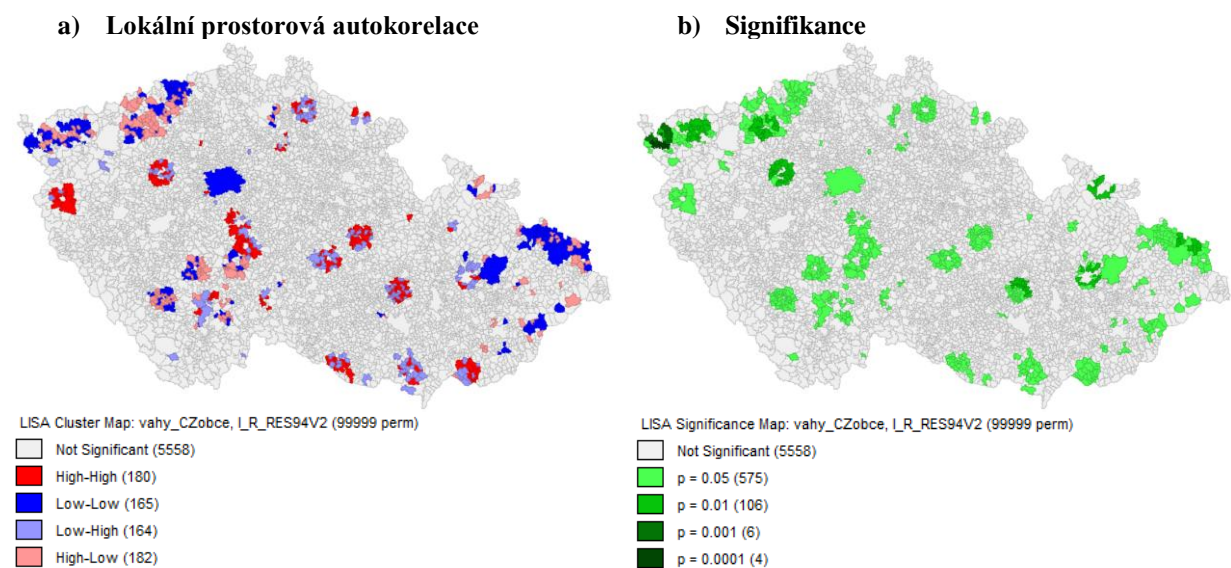 a) Lokální prostorová autokorelace
LISA Cluster Map: vahy_CZobce, I_R_RES94V2 (99999 perm)
Not Significant (5558)
High-High (180)
Low-Low (165)
Low-High (164)
High-Low (182)
b) Signifikance
LISA Significance Map: vahy_CZobce, I_R_RES94V2 (99999 perm)
Not Significant (5558)
p = 0.05 (575)
p = 0.01 (106)
p = 0.001 (6)
p = 0.0001 (4)